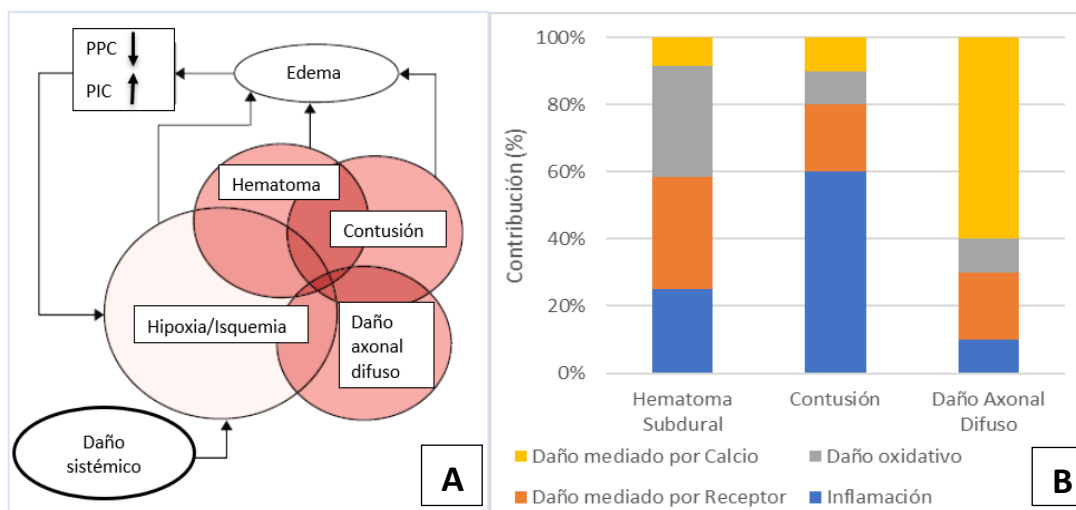 PPC
PIC
Edema
Hematoma
Contusión
Hipoxia/Isquemia
Daño
axonal
difuso
Daño
sistémico
A
100%
80%
60%
40%
20%
0%
Contribución (%)
Hematoma
Subdural
Contusión
Daño Axonal
Difuso
Daño mediado por Calcio
Daño oxidativo
Daño mediado por Receptor
Inflamación
B